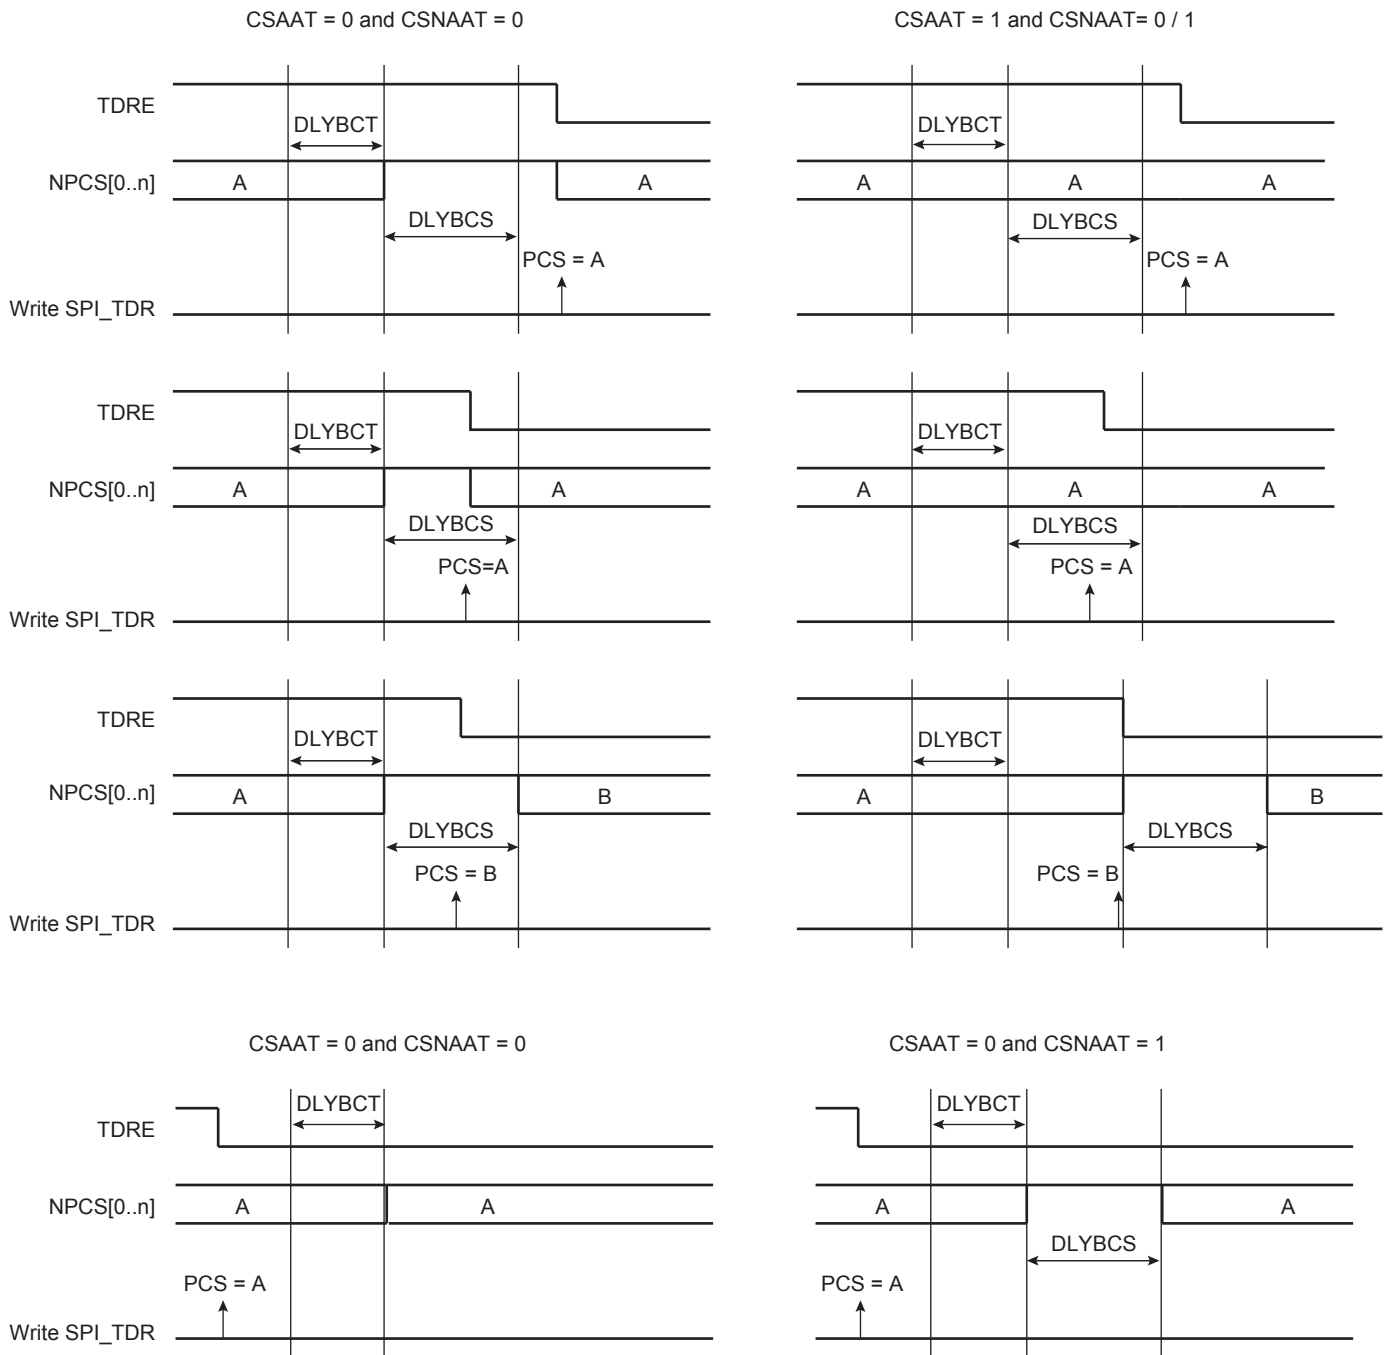 CSAAT = 0 and CSNAAT = 0
CSAAT = 1 and CSNAAT= 0 / 1
TDRE
DLYBCT
DLYBCT
NPCS[0..n]
A
A
A
A
A
DLYBCS
DLYBCS
PCS = A
PCS = A
Write SPI_TDR
TDRE
DLYBCT
DLYBCT
NPCS[0..n]
A
A
A
A
A
DLYBCS
DLYBCS
PCS=A
PCS = A
Write SPI_TDR
TDRE
DLYBCT
DLYBCT
NPCS[0..n]
A
B
A
B
DLYBCS
DLYBCS
PCS = B
PCS = B
Write SPI_TDR
CSAAT = 0 and CSNAAT = 0
CSAAT = 0 and CSNAAT = 1
DLYBCT
DLYBCT
TDRE
NPCS[0..n]
A
A
A
A
DLYBCS
PCS = A
PCS = A
Write SPI_TDR